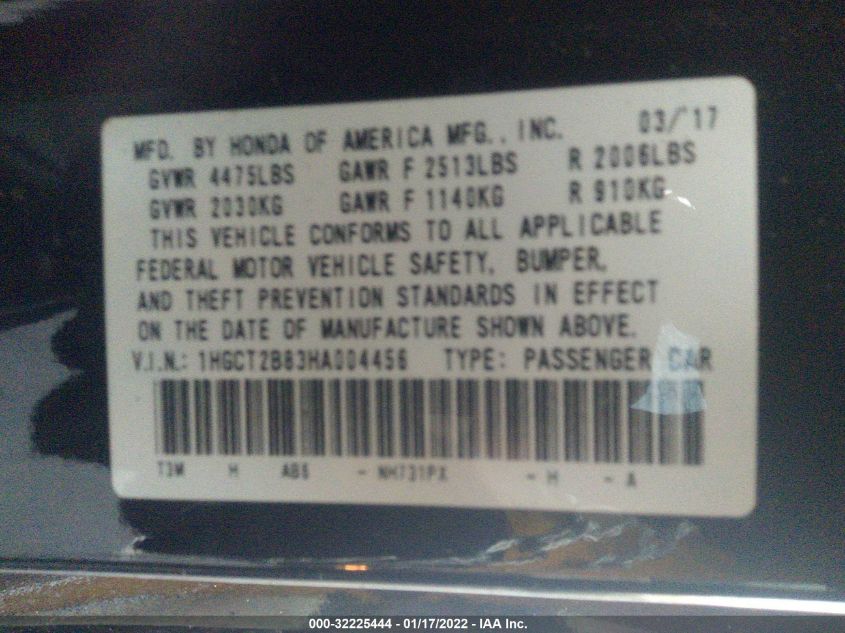 MFD. BY HONDA OF AMERICA MFG., INC. 03/'17
GVWR 4475LBS GAWR F 2513LBS R 2006LBS
GVWR 2030KG GAWR F 1140KG R 910KG
THIS VEHICLE CONFORMS TO ALL APPLICABLE
FEDERAL MOTOR VEHICLE SAFETY, BUMPER,
AND THEFT PREVENTION STANDARDS IN EFFECT
ON THE DATE OF MANUFACTURE SHOWN ABOVE.
V.I.N.: 1HGCT2B83HA004456 TYPE: PASSENGER CAR
T3M H ABS - NH731PX - H - A
000-32225444 - 01/17/2022 - IAA Inc.